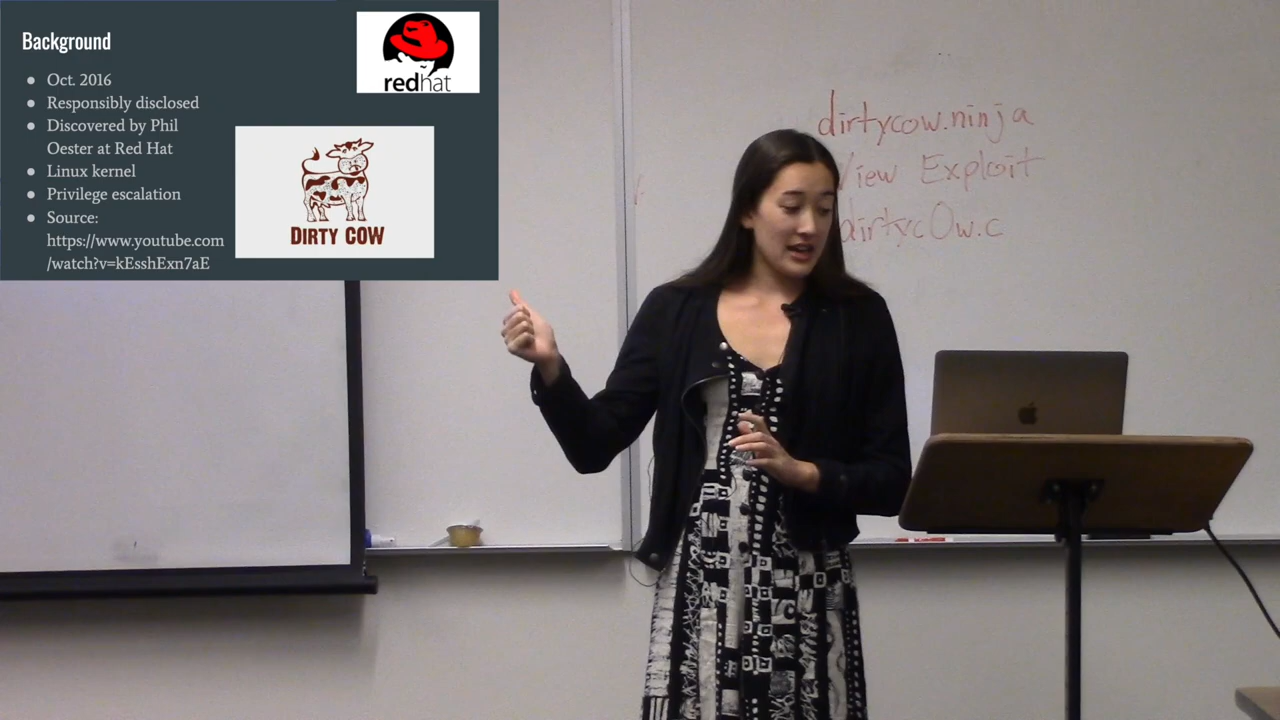 Background
Oct. 2016
Responsibly disclosed
Discovered by Phil
Oester at Red Hat
Linux kernel
Privilege escalation
Source:
https://www.youtube.com
/watch?v=kEsshExn7aE
redhat
DIRTY COW
dirtycow.ninja
View Exploit
dirtyc0w.c